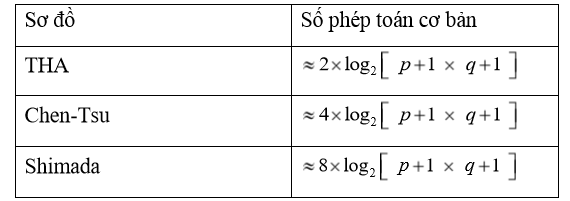 Sơ đồ Số phép toán cơ bản
THA ≈ 2×log₂[ p+1 × q+1 ]
Chen-Tsu ≈ 4×log₂[ p+1 × q+1 ]
Shimada ≈ 8×log₂[ p+1 × q+1 ]